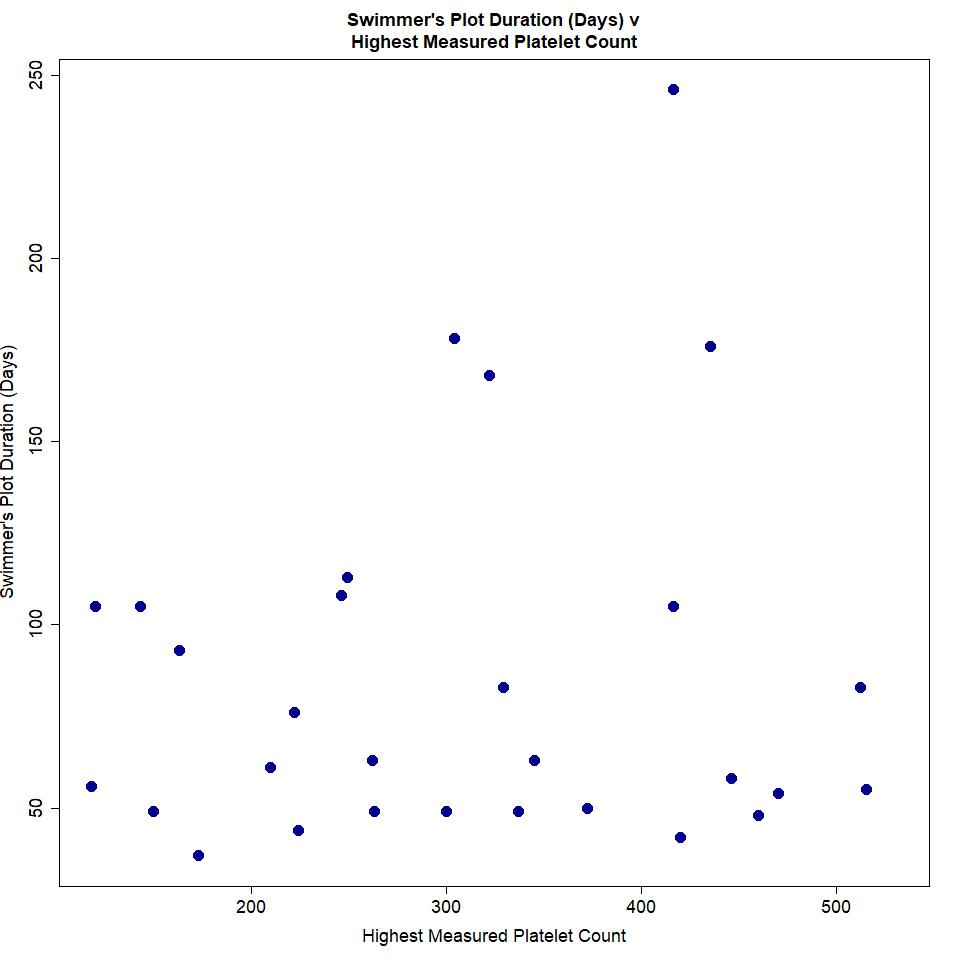 Swimmer's Plot Duration (Days) v
Highest Measured Platelet Count
250
200
150
100
50
Swimmer's Plot Duration (Days)
200 300 400 500
Highest Measured Platelet Count